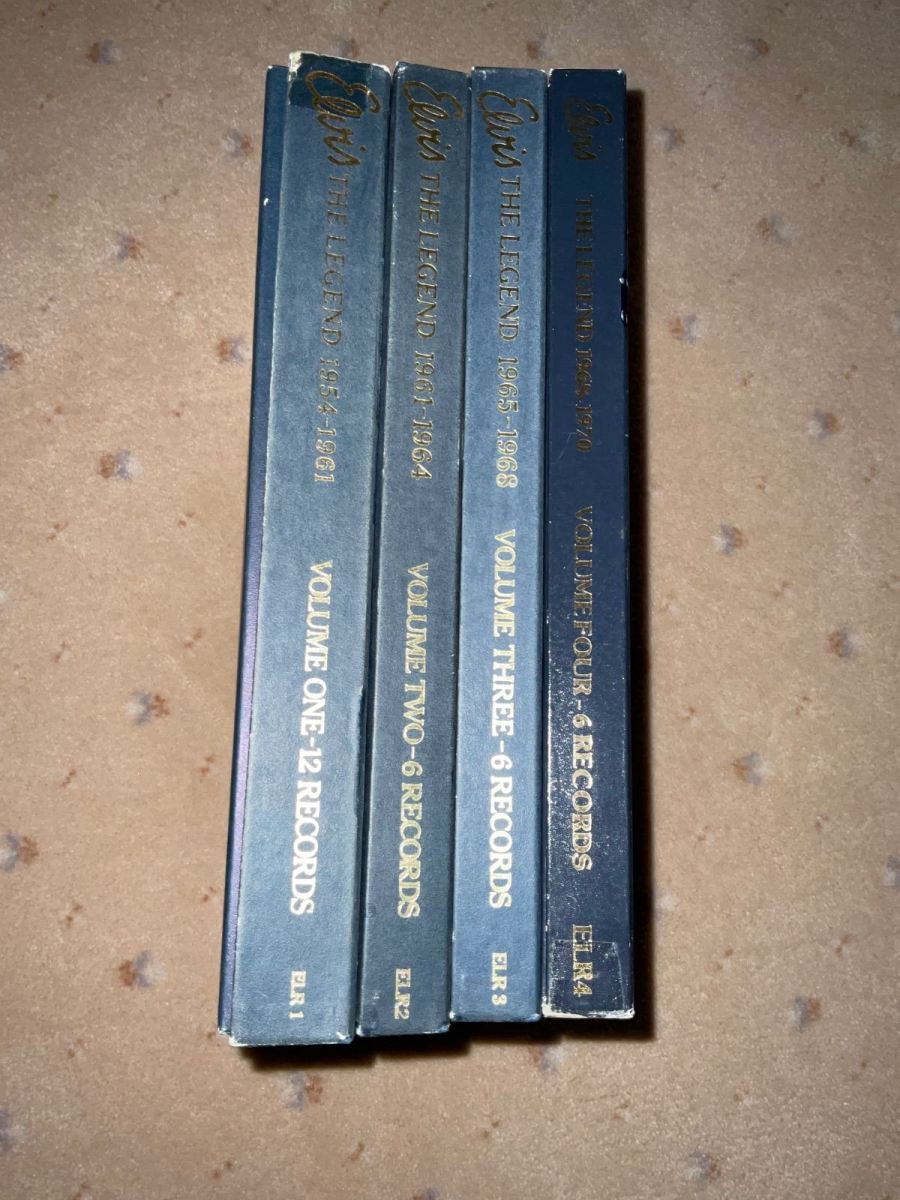 Elvis THE LEGEND 1954-1961 VOLUME ONE-12 RECORDS ELR 1
Elvis THE LEGEND 1961-1964 VOLUME TWO-6 RECORDS ELR2
Elvis THE LEGEND 1965-1968 VOLUME THREE-6 RECORDS ELR 3
Elvis THE LEGEND 1968-1970 VOLUME FOUR-6 RECORDS ELR4